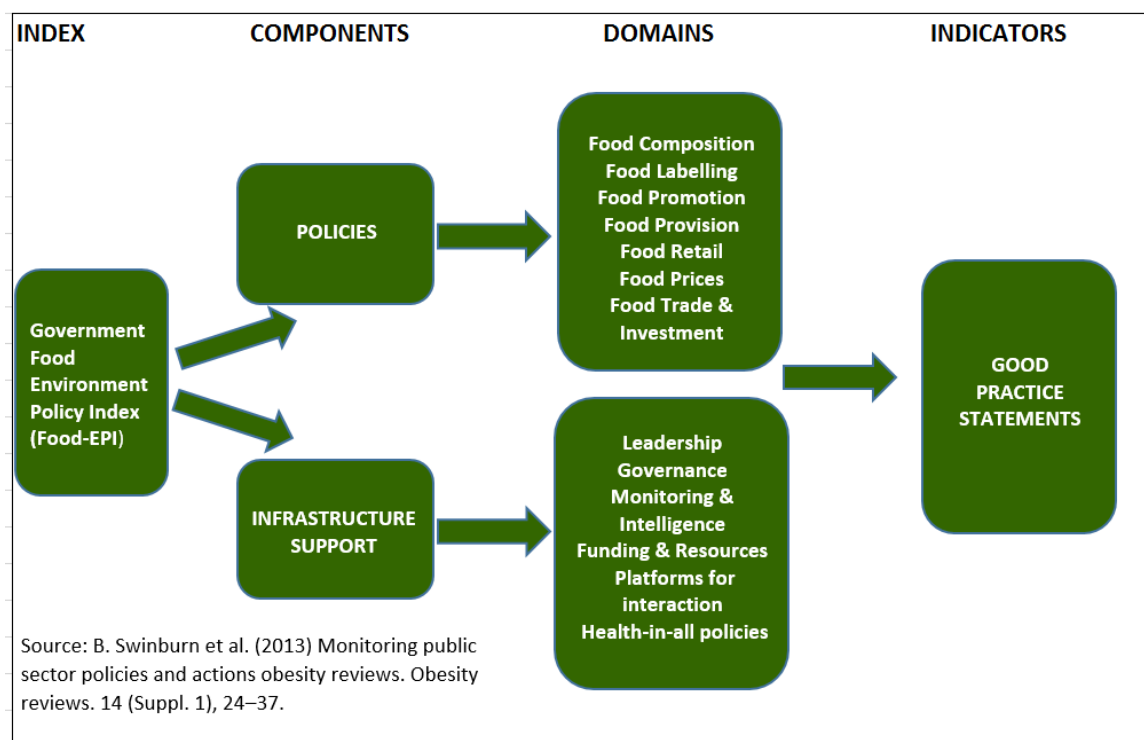 INDEX
COMPONENTS
DOMAINS
INDICATORS
Government
Food
Environment
Policy Index
(Food-EPI)
POLICIES
INFRASTRUCTURE
SUPPORT
Food Composition
Food Labelling
Food Promotion
Food Provision
Food Retail
Food Prices
Food Trade &
Investment
Leadership
Governance
Monitoring &
Intelligence
Funding & Resources
Platforms for
interaction
Health-in-all policies
GOOD
PRACTICE
STATEMENTS
Source: B. Swinburn et al. (2013) Monitoring public
sector policies and actions obesity reviews. Obesity
reviews. 14 (Suppl. 1), 24–37.